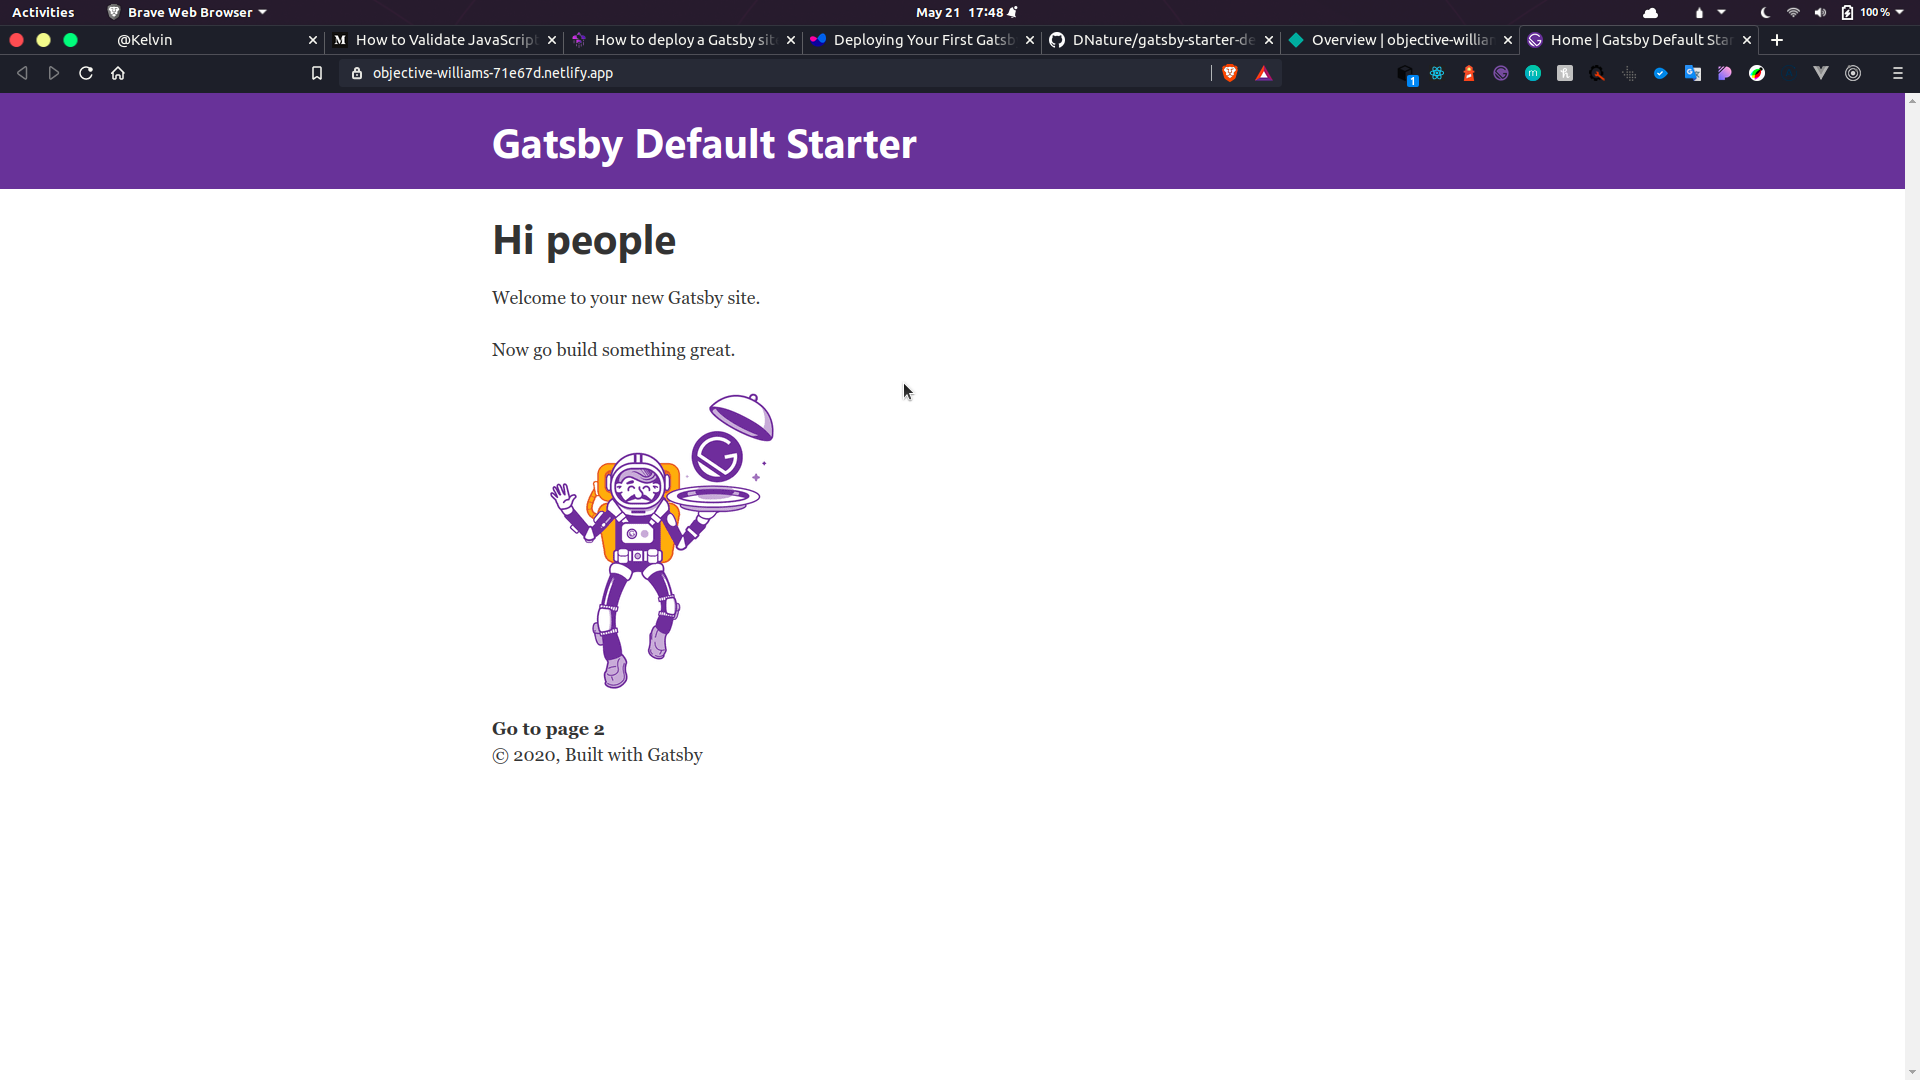 Activities
Brave Web Browser
May 21 17:48
100 %
@Kelvin
M How to Validate JavaScript
How to deploy a Gatsby sit
Deploying Your First Gatsb
DNature/gatsby-starter-de
Overview | objective-willia
Home | Gatsby Default Star
objective-williams-71e67d.netlify.app
1
Gatsby Default Starter
Hi people
Welcome to your new Gatsby site.
Now go build something great.
Go to page 2
© 2020, Built with Gatsby